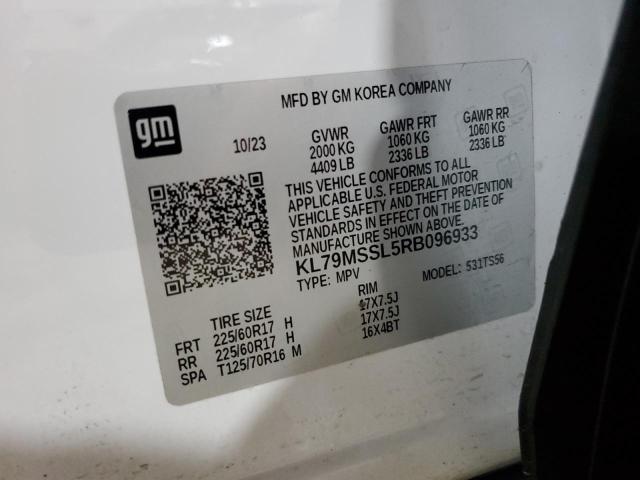 MFD BY GM KOREA COMPANY
gm
10/23
GVWR GAWR FRT GAWR RR
2000 KG 1060 KG 1060 KG
4409 LB 2336 LB 2336 LB
THIS VEHICLE CONFORMS TO ALL
APPLICABLE U.S. FEDERAL MOTOR
VEHICLE SAFETY AND THEFT PREVENTION
STANDARDS IN EFFECT ON THE DATE OF
MANUFACTURE SHOWN ABOVE.
KL79MSSL5RB096933
TYPE: MPV MODEL: 531TS56
TIRE SIZE RIM
FRT 225/60R17 H 17X7.5J
RR 225/60R17 H 17X7.5J
SPA T125/70R16 M 16X4BT